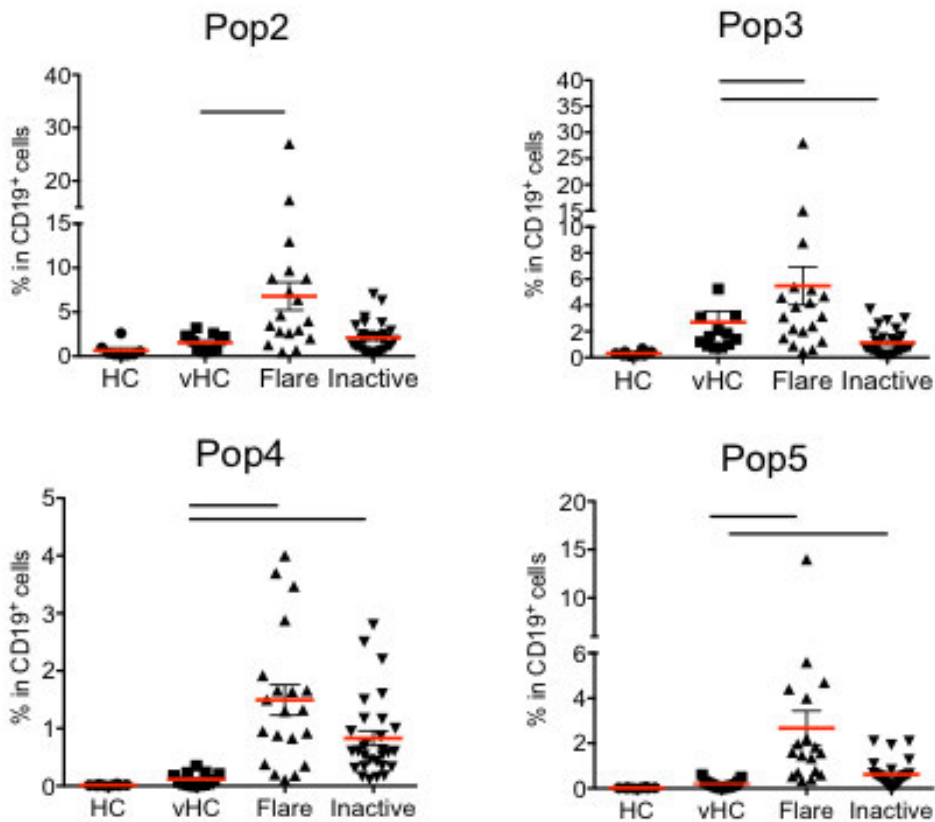 Pop2
% in CD19⁺ cells
40
30
20
15
10
5
0
HC vHC Flare Inactive
Pop3
% in CD19⁺ cells
40
35
30
25
20
15
10
8
6
4
2
0
HC vHC Flare Inactive
Pop4
% in CD19⁺ cells
5
4
3
2
1
0
HC vHC Flare Inactive
Pop5
% in CD19⁺ cells
20
15
10
6
4
2
0
HC vHC Flare Inactive